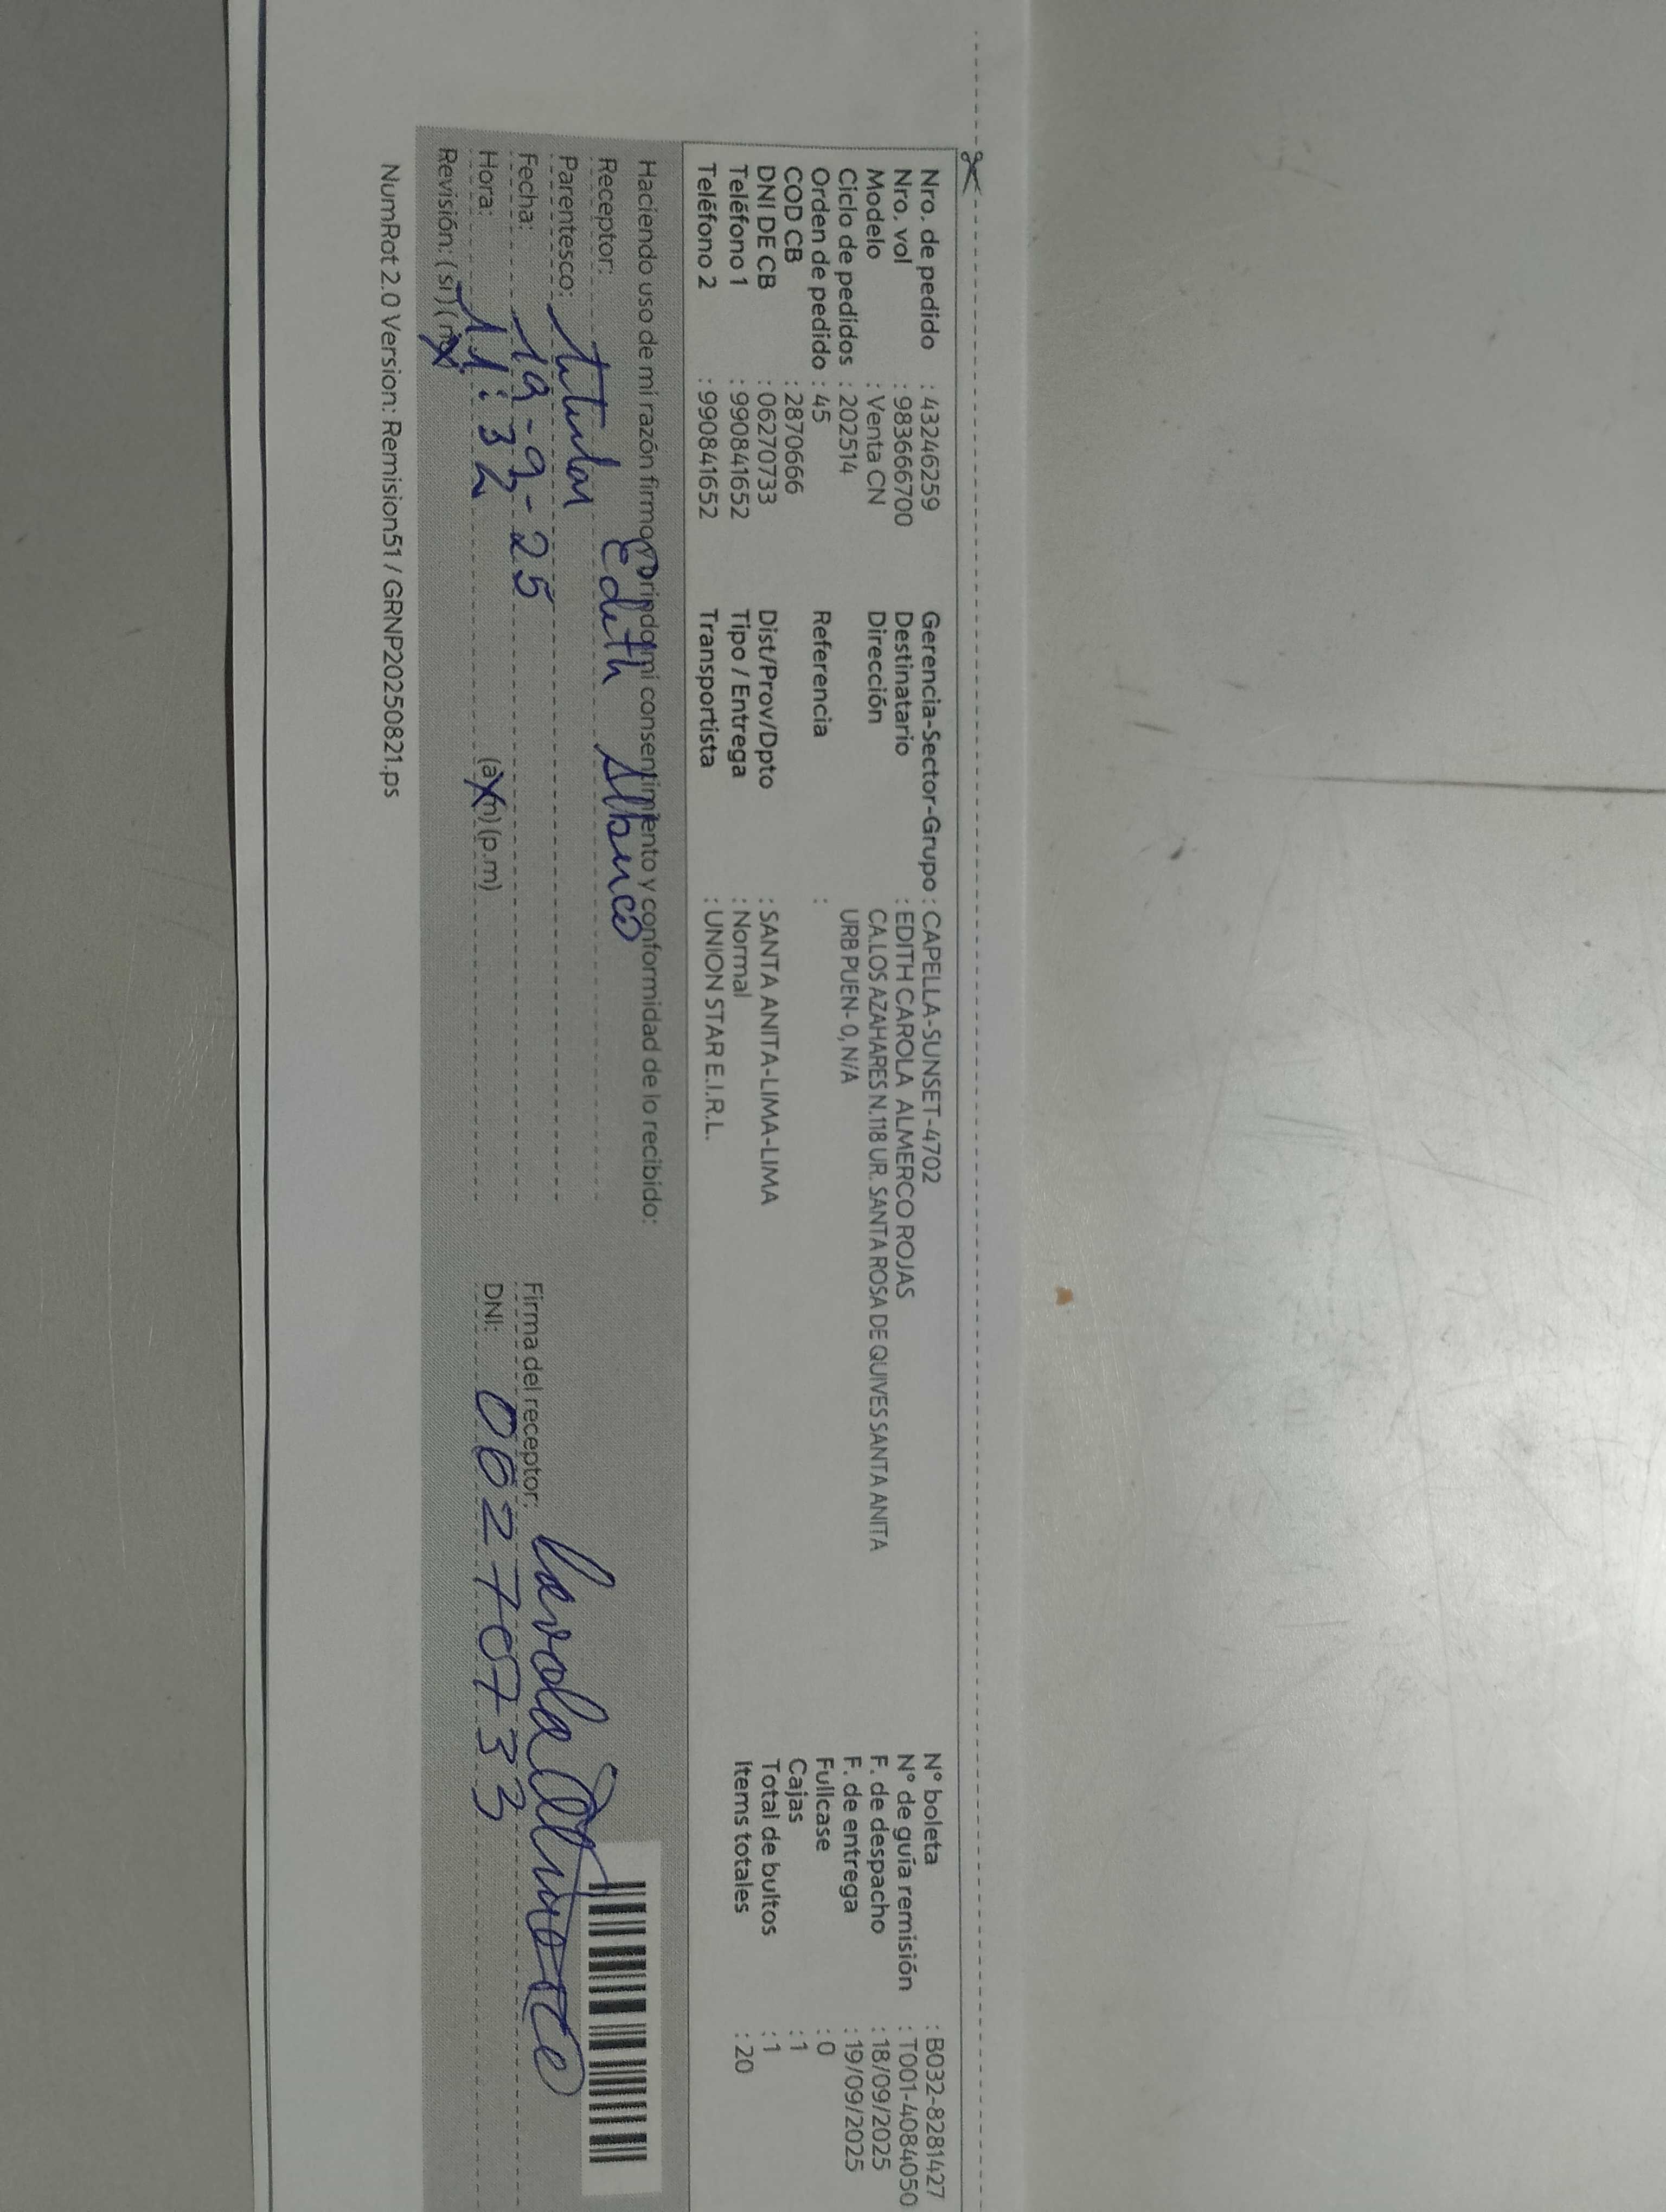 Nro. de pedido : 43246259 Gerencia-Sector-Grupo : CAPELLA-SUNSET-4702 N° boleta : B032-8281427
Nro. vol : 983666700 Destinatario : EDITH CAROLA ALMERCO ROJAS N° de guía remisión : T001-4084050
Modelo : Venta CN Dirección CA.LOS AZAHARES N.118 UR. SANTA ROSA DE QUIVES SANTA ANITA F. de despacho : 18/09/2025
Ciclo de pedidos : 202514 URB PUEN- 0, N/A F. de entrega : 19/09/2025
Orden de pedido : 45 Referencia : Fullcase : 0
COD CB : 2870666 Cajas : 1
DNI DE CB : 06270733 Dist/Prov/Dpto : SANTA ANITA-LIMA-LIMA Total de bultos : 1
Teléfono 1 : 990841652 Tipo / Entrega : Normal Items totales : 20
Teléfono 2 : 990841652 Transportista : UNION STAR E.I.R.L.
Haciendo uso de mi razón firmo y brindo mi consentimiento y conformidad de lo recibido:
Receptor: Edith
Parentesco: titular
Fecha: 19-9-25 Firma del receptor: Carola
Hora: 11:32 (a.m) (p.m) DNI: 06270733
Revisión: (si) (no) X
NumRot 2.0 Version: Remision51 / GRNP20250821.ps